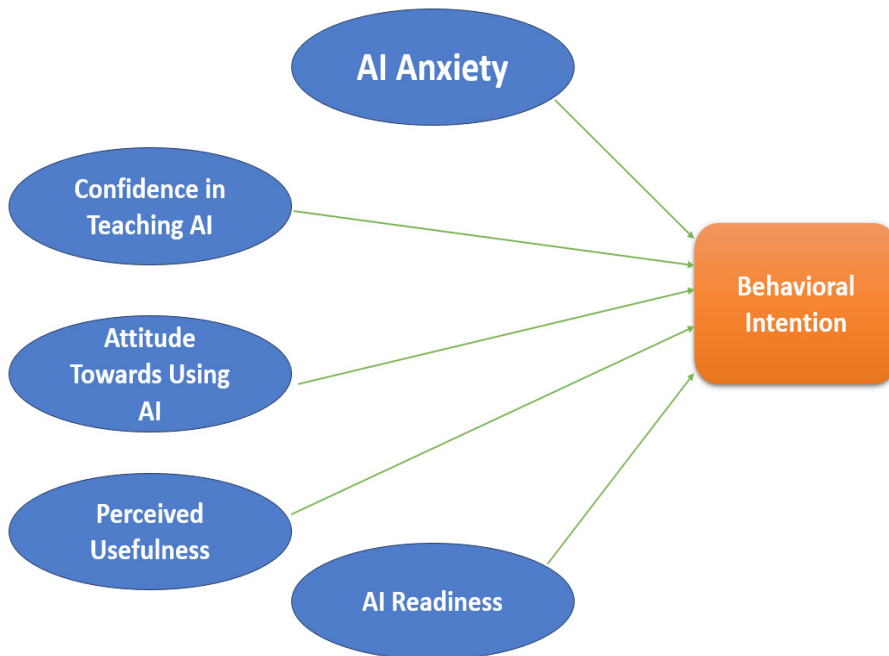 AI Anxiety
Confidence in
Teaching AI
Attitude
Towards Using
AI
Perceived
Usefulness
AI Readiness
Behavioral
Intention